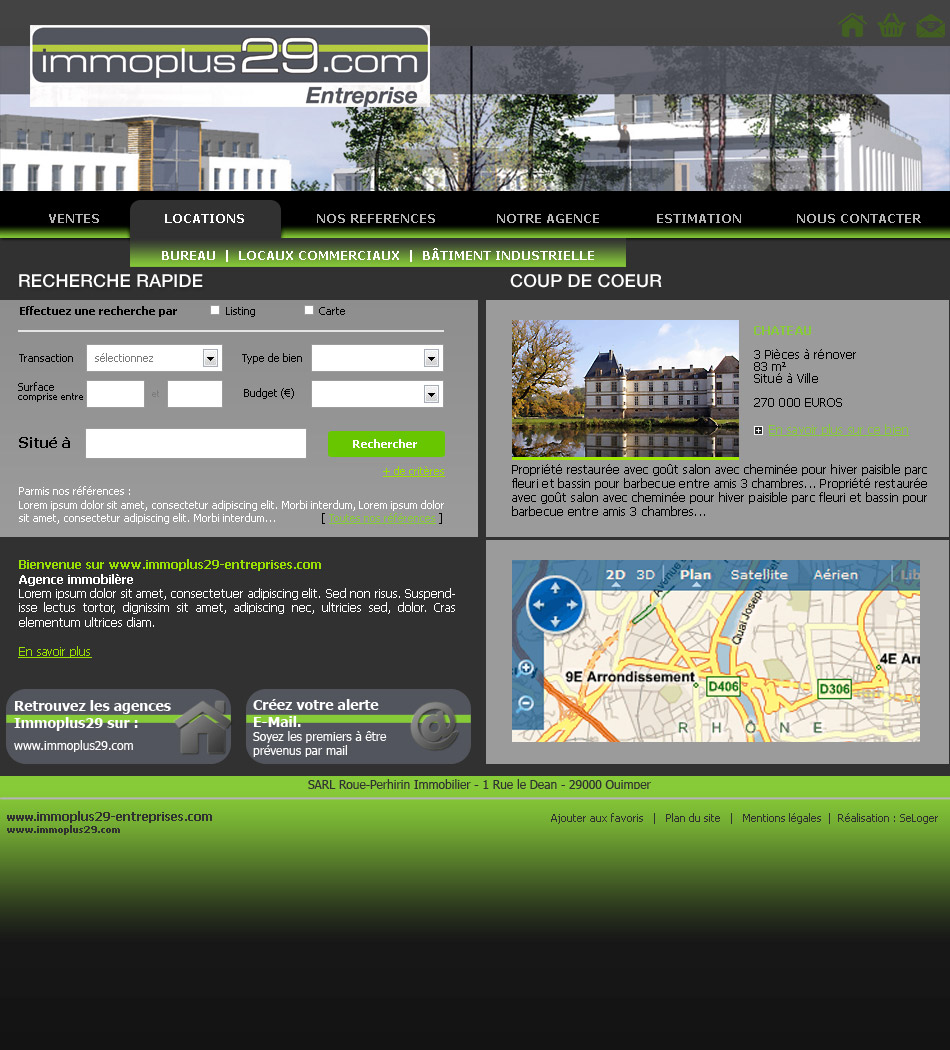 immoplus29.com
Entreprise
VENTES LOCATIONS NOS REFERENCES NOTRE AGENCE ESTIMATION NOUS CONTACTER
BUREAU | LOCAUX COMMERCIAUX | BÂTIMENT INDUSTRIELLE
RECHERCHE RAPIDE
Effectuez une recherche par Listing Carte
Transaction sélectionnez Type de bien
Surface
comprise entre et Budget (€)
Situé à Rechercher
+ de critères
Parmis nos références :
Lorem ipsum dolor sit amet, consectetur adipiscing elit. Morbi interdum, Lorem ipsum dolor
sit amet, consectetur adipiscing elit. Morbi interdum... [ Toutes nos références ]
COUP DE COEUR
CHATEAU
3 Pièces à rénover
83 m²
Situé à Ville
270 000 EUROS
En savoir plus sur ce bien
Propriété restaurée avec goût salon avec cheminée pour hiver paisible parc
fleuri et bassin pour barbecue entre amis 3 chambres... Propriété restaurée
avec goût salon avec cheminée pour hiver paisible parc fleuri et bassin pour
barbecue entre amis 3 chambres...
Bienvenue sur www.immoplus29-entreprises.com
Agence immobilère
Lorem ipsum dolor sit amet, consectetuer adipiscing elit. Sed non risus. Suspend-
isse lectus tortor, dignissim sit amet, adipiscing nec, ultricies sed, dolor. Cras
elementum ultrices diam.
En savoir plus
Retrouvez les agences
Immoplus29 sur :
www.immoplus29.com
Créez votre alerte
E-Mail.
Soyez les premiers à être
prévenus par mail
2D 3D Plan Satellite Aérien Lib
Avenue
Quai Joseph
9E Arrondissement
4E Arr
D406
D306
RHÔNE
SARL Roue-Perhirin Immobilier - 1 Rue le Dean - 29000 Quimper
www.immoplus29-entreprises.com
www.immoplus29.com
Ajouter aux favoris | Plan du site | Mentions légales | Réalisation : SeLoger